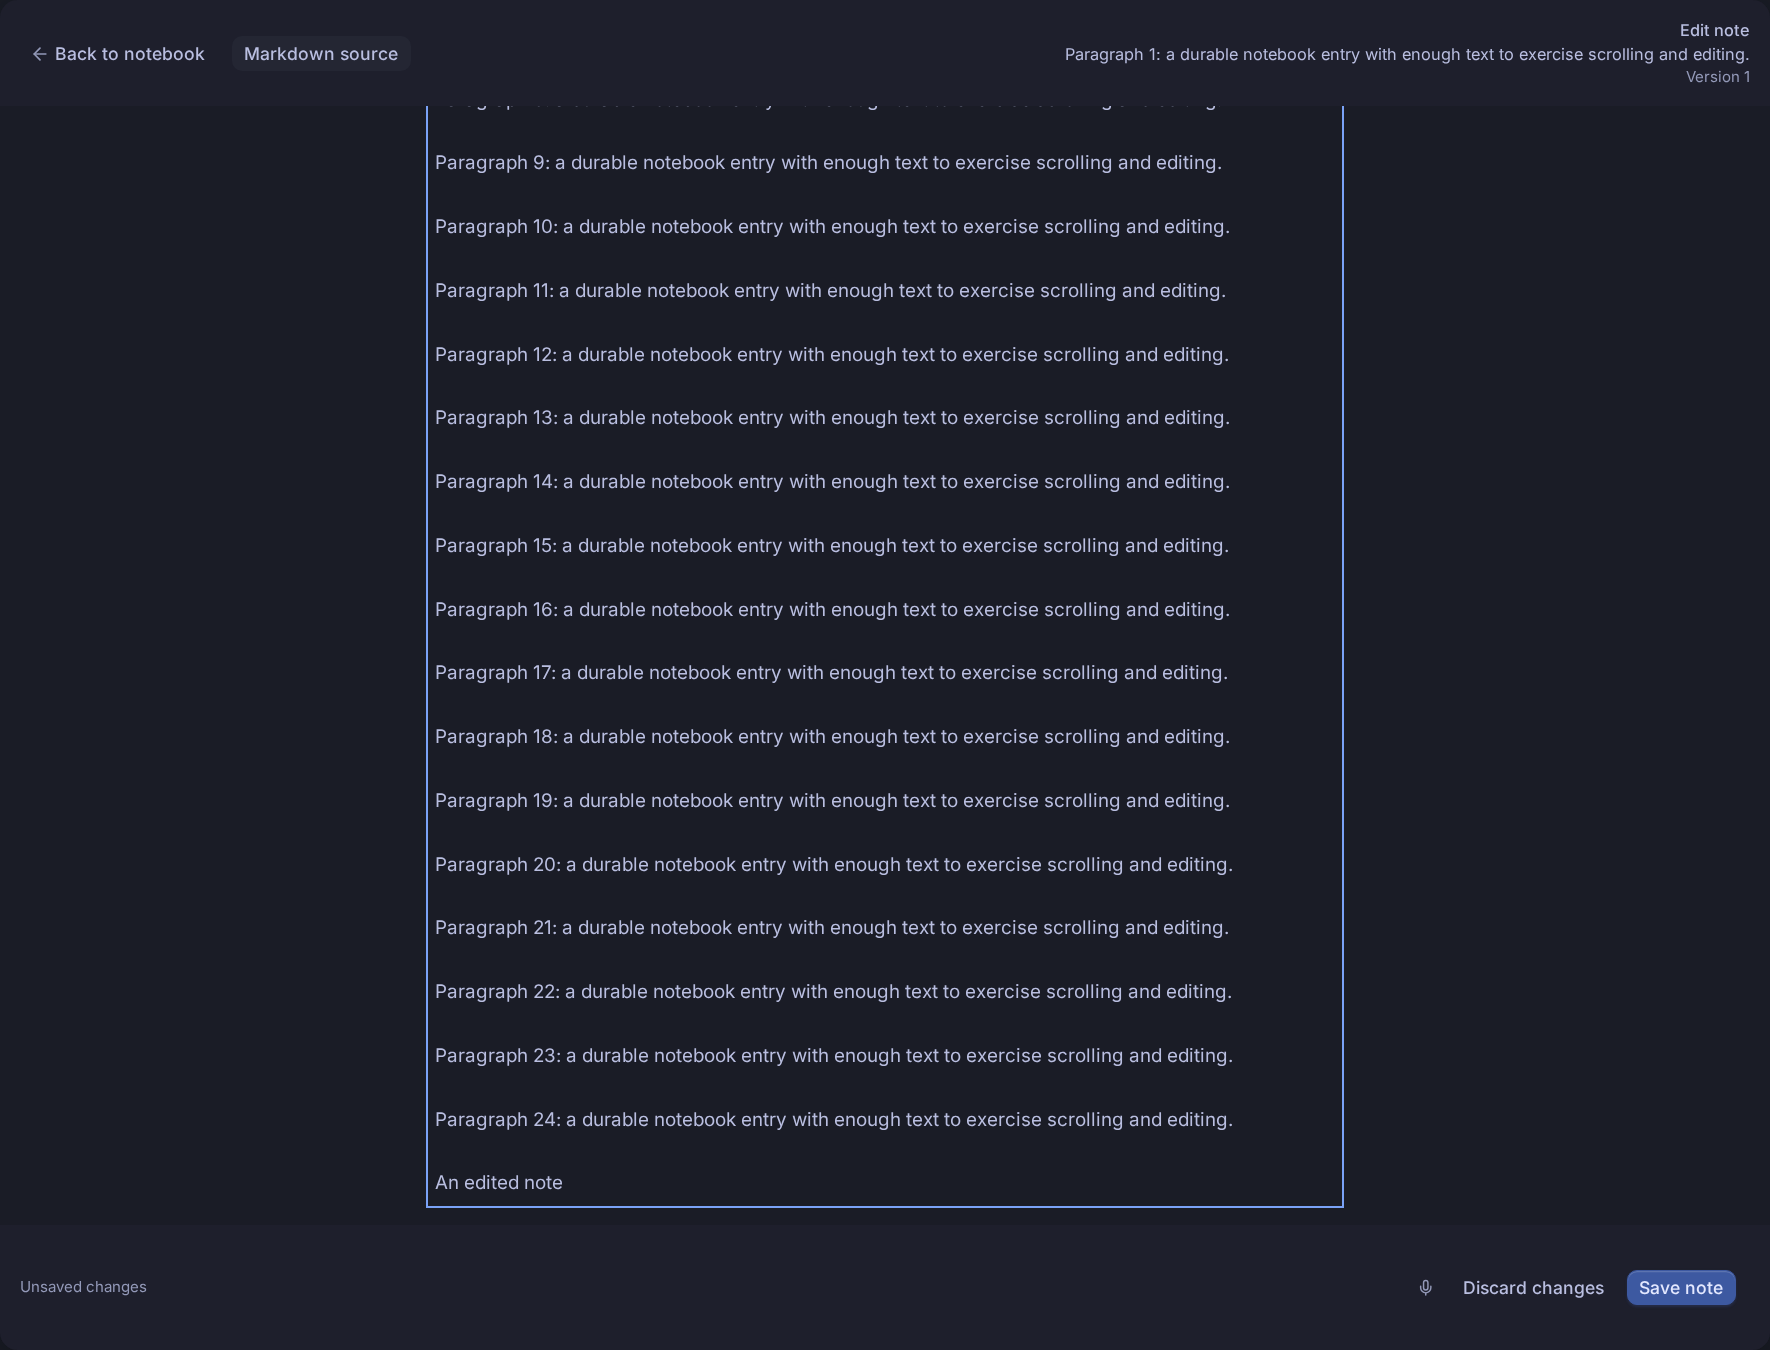 Back to notebook
Markdown source
Edit note
Paragraph 1: a durable notebook entry with enough text to exercise scrolling and editing.
Version 1
Paragraph 9: a durable notebook entry with enough text to exercise scrolling and editing.
Paragraph 10: a durable notebook entry with enough text to exercise scrolling and editing.
Paragraph 11: a durable notebook entry with enough text to exercise scrolling and editing.
Paragraph 12: a durable notebook entry with enough text to exercise scrolling and editing.
Paragraph 13: a durable notebook entry with enough text to exercise scrolling and editing.
Paragraph 14: a durable notebook entry with enough text to exercise scrolling and editing.
Paragraph 15: a durable notebook entry with enough text to exercise scrolling and editing.
Paragraph 16: a durable notebook entry with enough text to exercise scrolling and editing.
Paragraph 17: a durable notebook entry with enough text to exercise scrolling and editing.
Paragraph 18: a durable notebook entry with enough text to exercise scrolling and editing.
Paragraph 19: a durable notebook entry with enough text to exercise scrolling and editing.
Paragraph 20: a durable notebook entry with enough text to exercise scrolling and editing.
Paragraph 21: a durable notebook entry with enough text to exercise scrolling and editing.
Paragraph 22: a durable notebook entry with enough text to exercise scrolling and editing.
Paragraph 23: a durable notebook entry with enough text to exercise scrolling and editing.
Paragraph 24: a durable notebook entry with enough text to exercise scrolling and editing.
An edited note
Unsaved changes
Discard changes
Save note